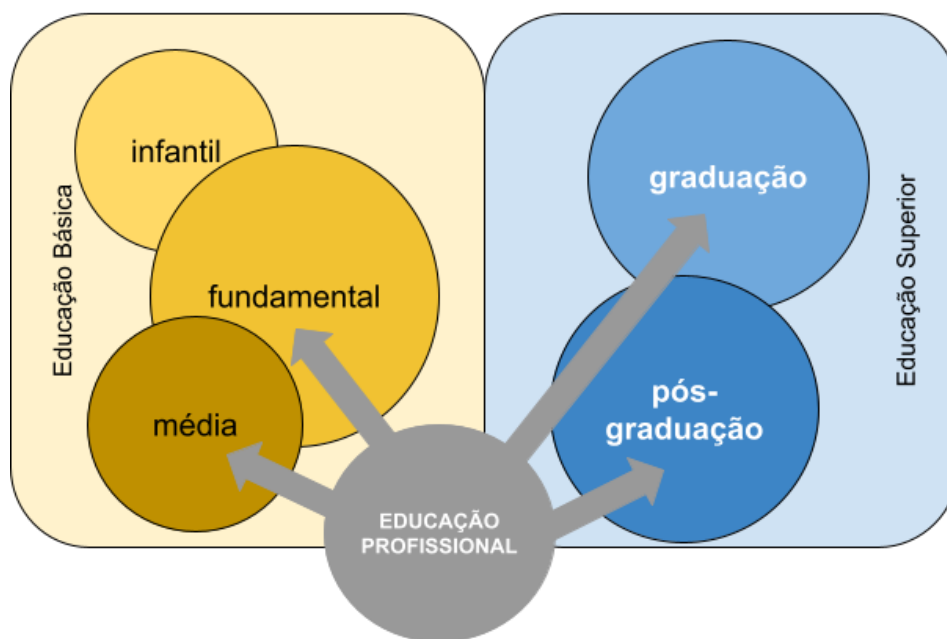 Educação Básica
infantil
fundamental
média
Educação Superior
graduação
pós-
graduação
EDUCAÇÃO
PROFISSIONAL